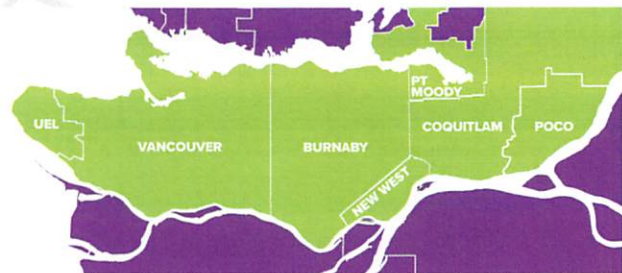 PT
MOODY
UEL
VANCOUVER
BURNABY
COQUITLAM
POCO
NEW WEST